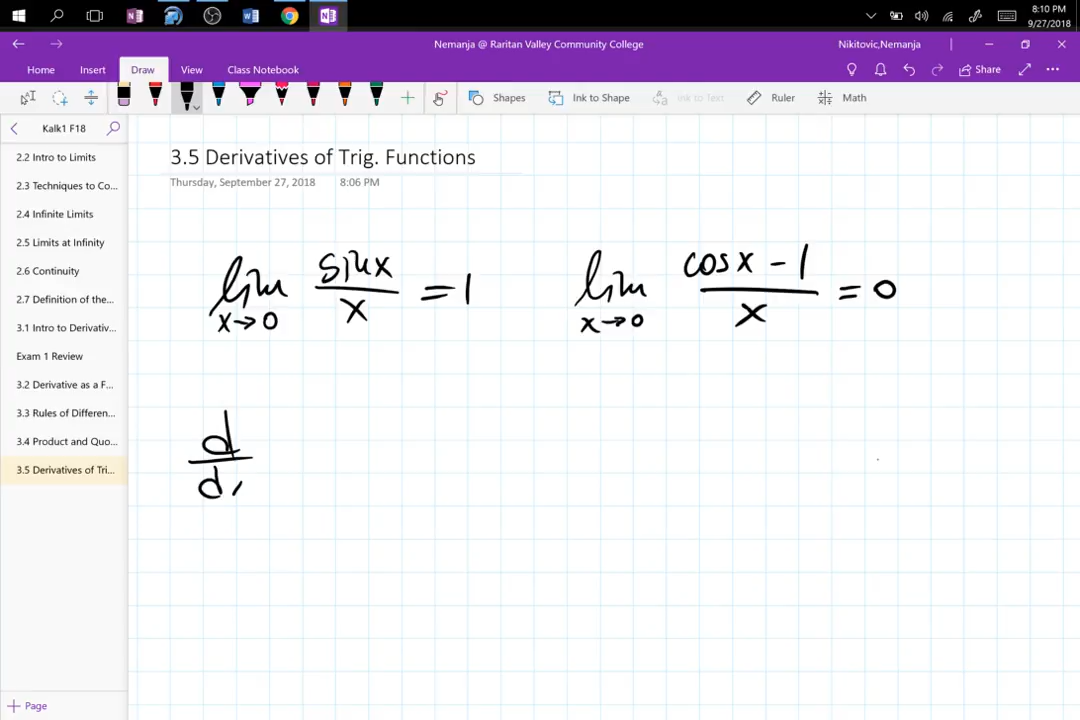 8:10 PM
9/27/2018
Nemanja @ Raritan Valley Community College
Nikitovic,Nemanja
Home Insert Draw View Class Notebook
Share
Shapes Ink to Shape Ink to Text Ruler Math
Kalk1 F18
2.2 Intro to Limits
2.3 Techniques to Co...
2.4 Infinite Limits
2.5 Limits at Infinity
2.6 Continuity
2.7 Definition of the...
3.1 Intro to Derivativ...
Exam 1 Review
3.2 Derivative as a F...
3.3 Rules of Differen...
3.4 Product and Quo...
3.5 Derivatives of Tri...
Page
3.5 Derivatives of Trig. Functions
Thursday, September 27, 2018 8:06 PM
lim x→0 sinx/x = 1
lim x→0 cosx - 1/x = 0
d
d